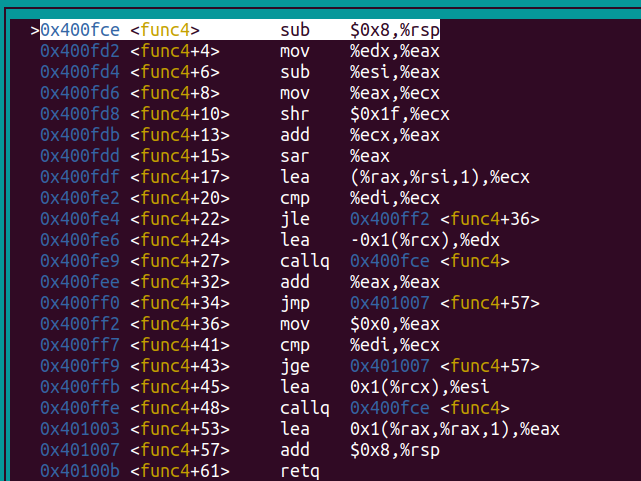 >0x400fce <func4> sub $0x8,%rsp
0x400fd2 <func4+4> mov %edx,%eax
0x400fd4 <func4+6> sub %esi,%eax
0x400fd6 <func4+8> mov %eax,%ecx
0x400fd8 <func4+10> shr $0x1f,%ecx
0x400fdb <func4+13> add %ecx,%eax
0x400fdd <func4+15> sar %eax
0x400fdf <func4+17> lea (%rax,%rsi,1),%ecx
0x400fe2 <func4+20> cmp %edi,%ecx
0x400fe4 <func4+22> jle 0x400ff2 <func4+36>
0x400fe6 <func4+24> lea -0x1(%rcx),%edx
0x400fe9 <func4+27> callq 0x400fce <func4>
0x400fee <func4+32> add %eax,%eax
0x400ff0 <func4+34> jmp 0x401007 <func4+57>
0x400ff2 <func4+36> mov $0x0,%eax
0x400ff7 <func4+41> cmp %edi,%ecx
0x400ff9 <func4+43> jge 0x401007 <func4+57>
0x400ffb <func4+45> lea 0x1(%rcx),%esi
0x400ffe <func4+48> callq 0x400fce <func4>
0x401003 <func4+53> lea 0x1(%rax,%rax,1),%eax
0x401007 <func4+57> add $0x8,%rsp
0x40100b <func4+61> retq